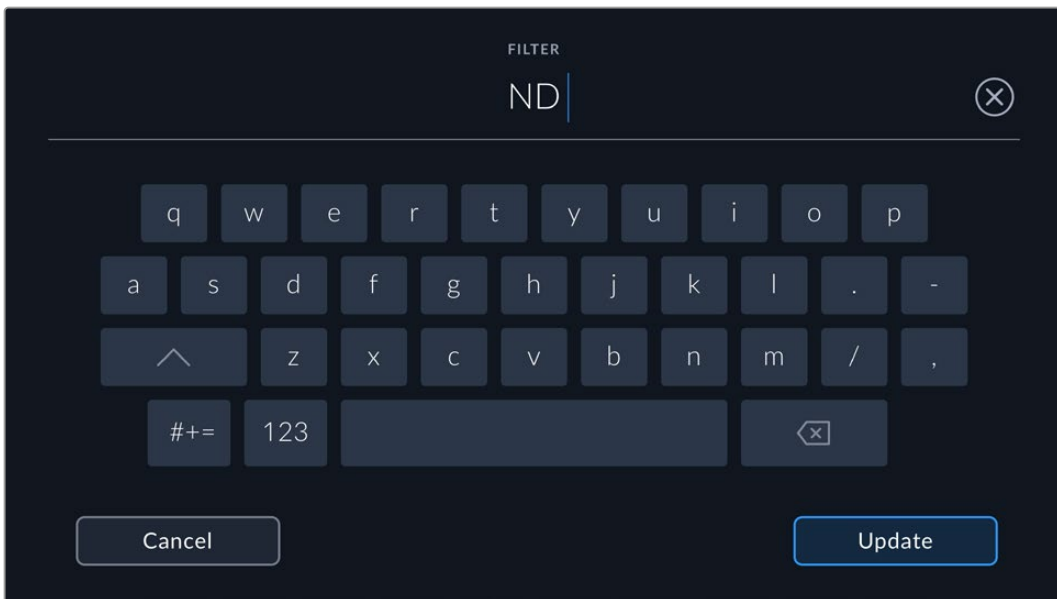 FILTER
ND
q w e r t y u i o p
a s d f g h j k l . -
z x c v b n m / ,
#+= 123
Cancel Update